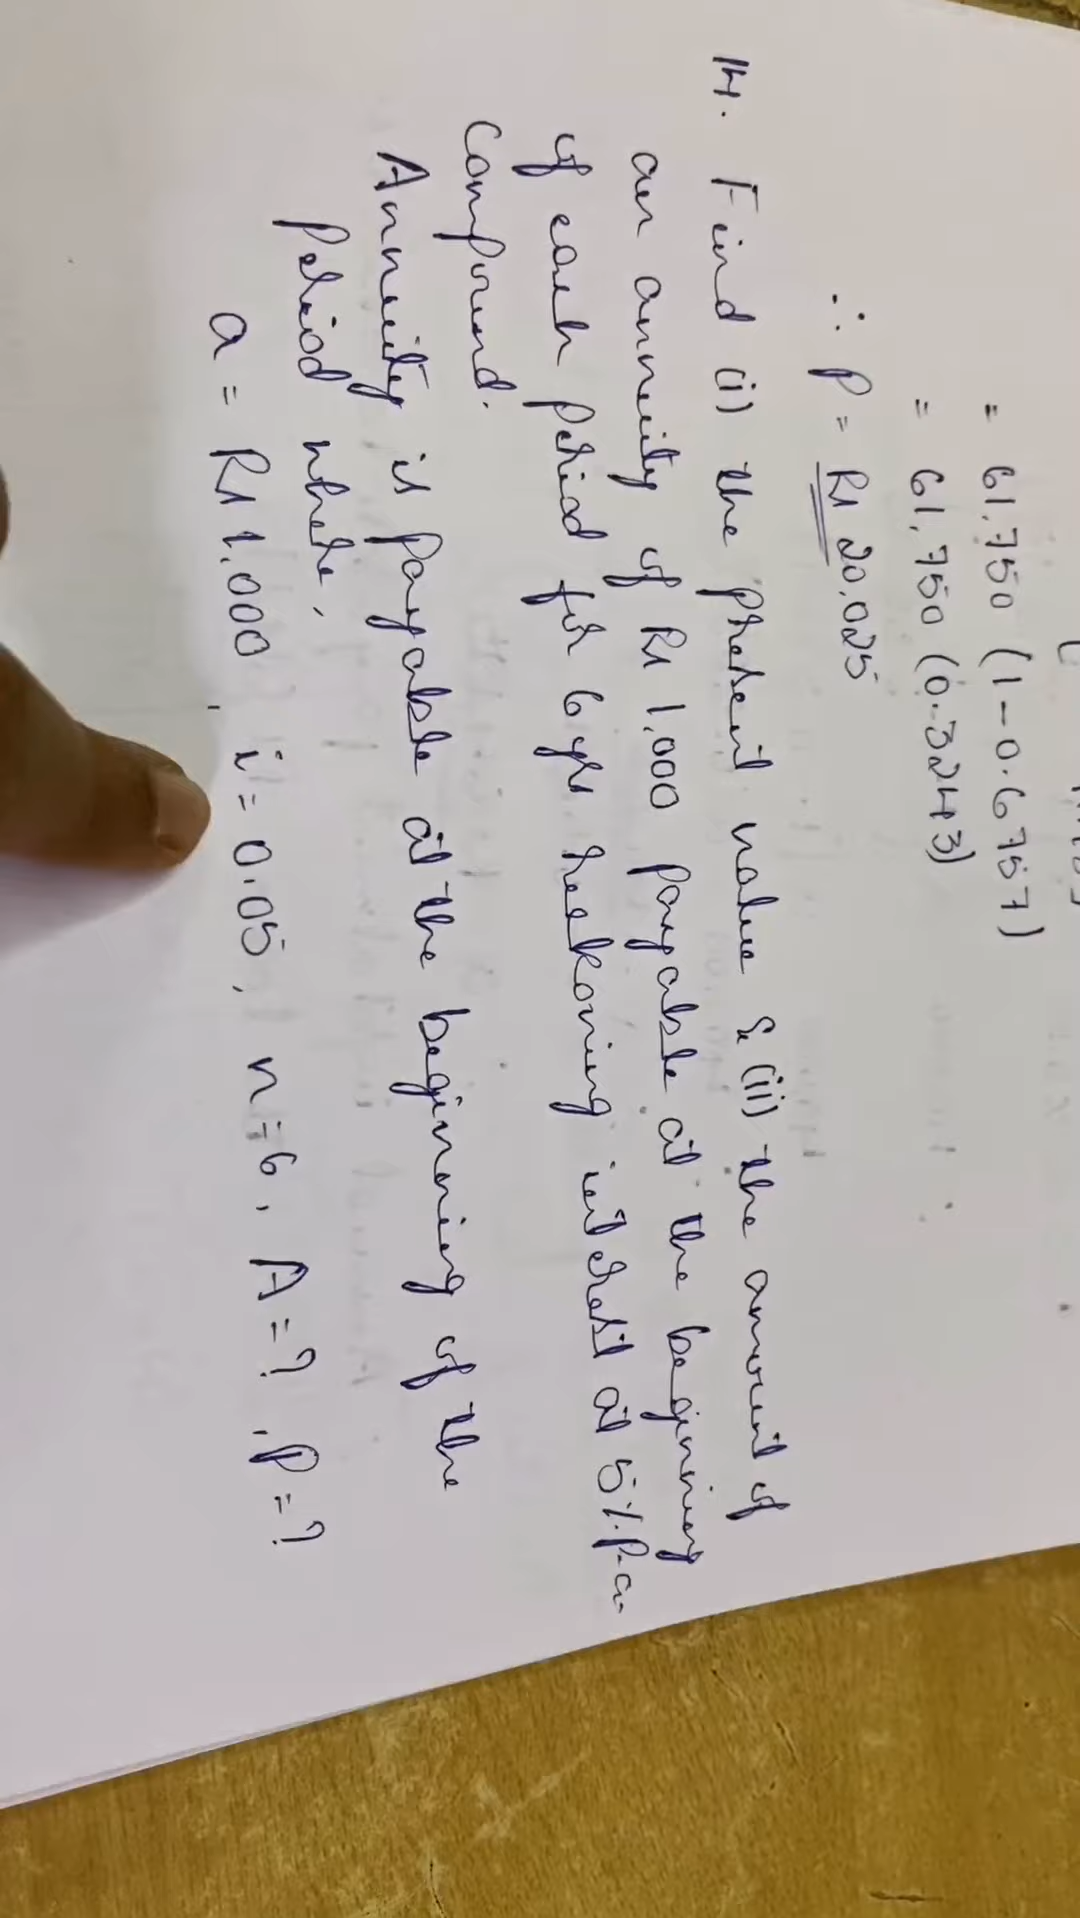 = 61,750 (1-0.6757)
= 61,750 (0.3243)
∴ P = Rs 20,025
14. Find (i) the present value & (ii) the amount of
an annuity of Rs 1,000 payable at the beginning
of each period for 6 yrs reckoning interest at 5% p.a
compound.
Annuity is payable at the beginning of the
period where,
a = Rs 1,000, i = 0.05, n = 6, A = ?, P = ?